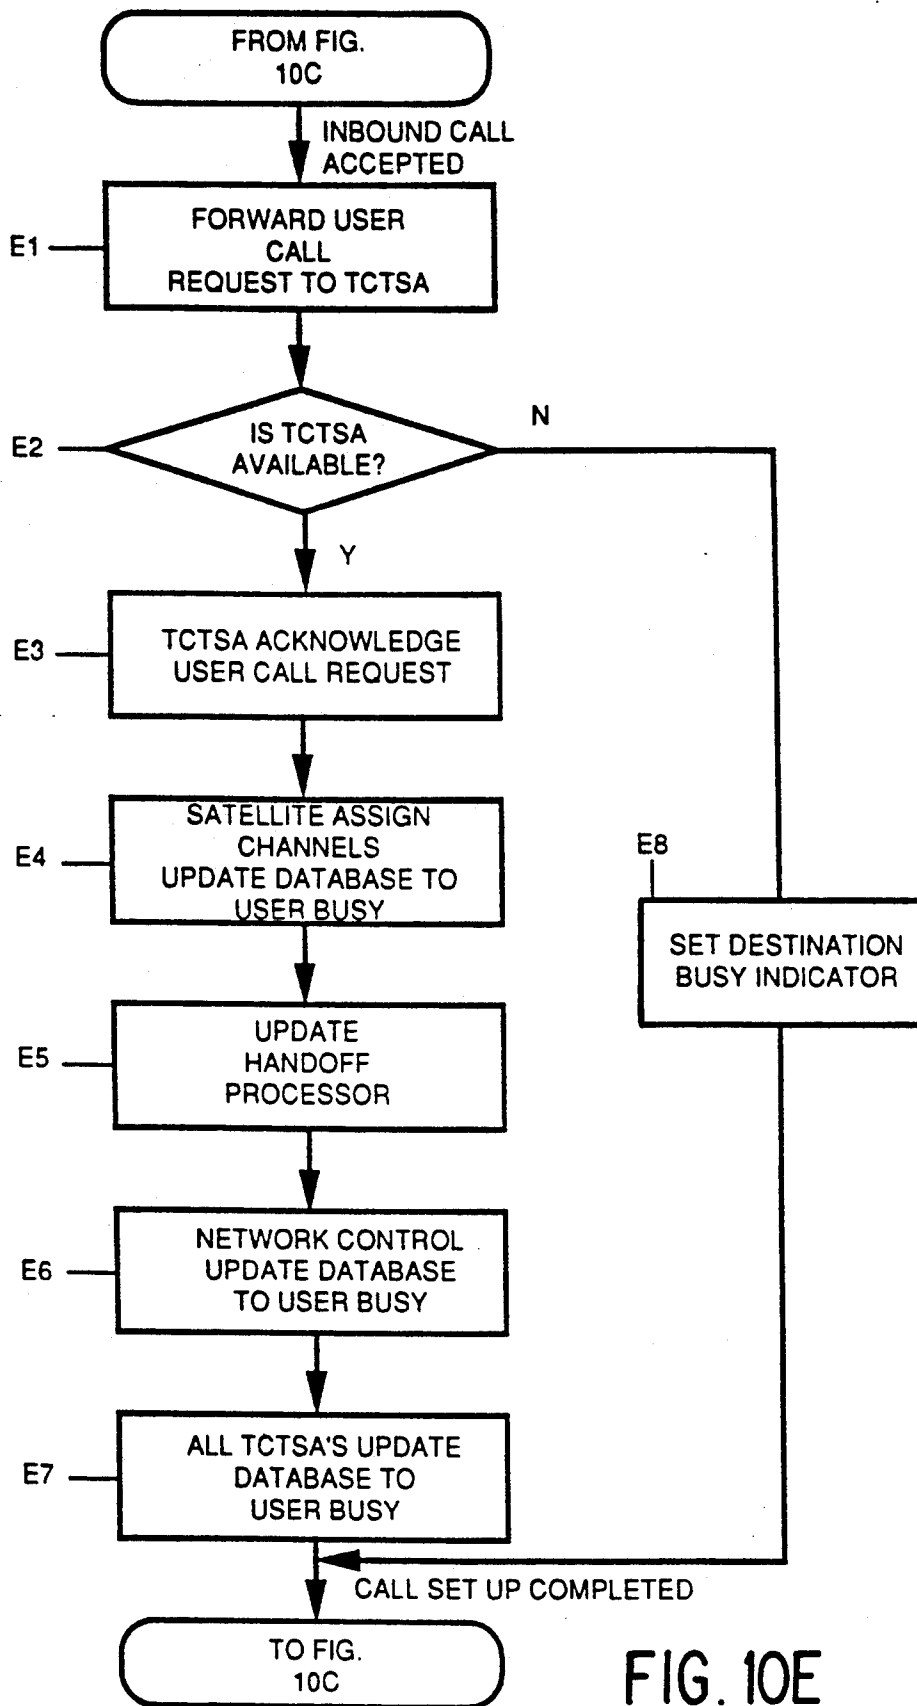 FROM FIG.
10C
INBOUND CALL
ACCEPTED
E1
FORWARD USER
CALL
REQUEST TO TCTSA
E2
IS TCTSA
AVAILABLE?
N
Y
E3
TCTSA ACKNOWLEDGE
USER CALL REQUEST
E4
SATELLITE ASSIGN
CHANNELS
UPDATE DATABASE TO
USER BUSY
E8
SET DESTINATION
BUSY INDICATOR
E5
UPDATE
HANDOFF
PROCESSOR
E6
NETWORK CONTROL
UPDATE DATABASE
TO USER BUSY
E7
ALL TCTSA'S UPDATE
DATABASE TO
USER BUSY
CALL SET UP COMPLETED
TO FIG.
10C
FIG. 10E